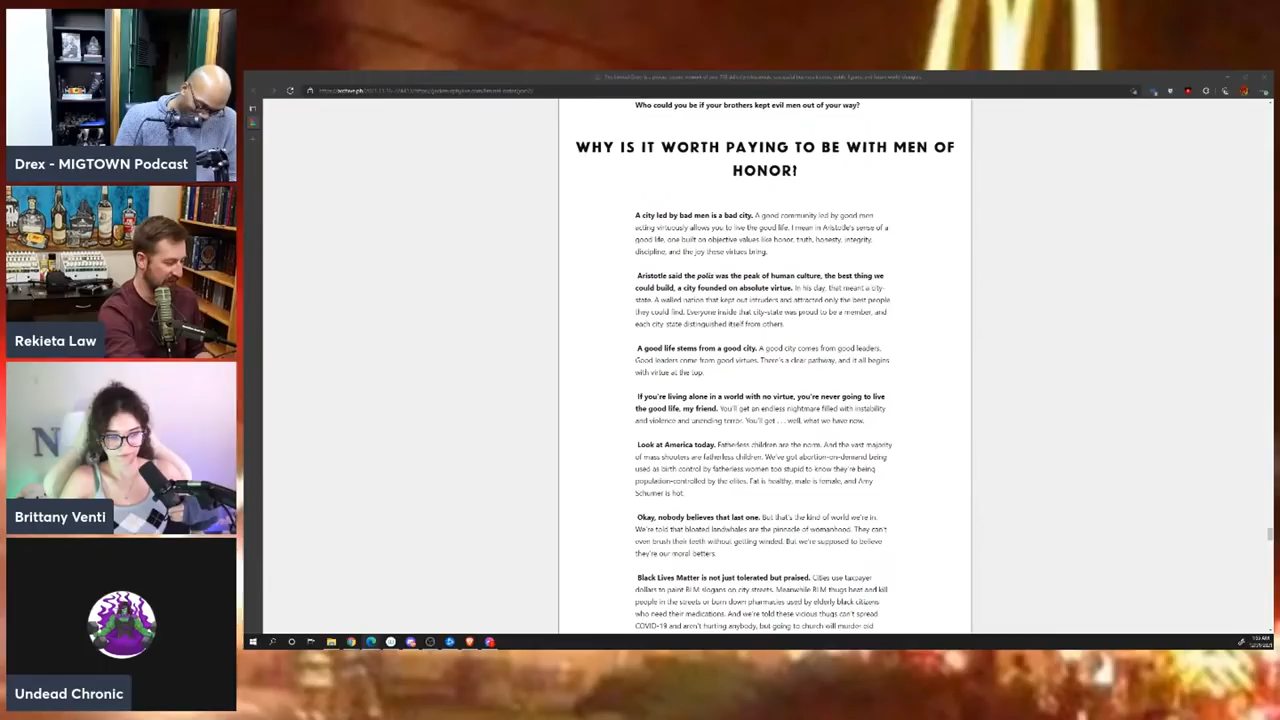 Drex - MIGTOWN Podcast
Rekieta Law
Brittany Venti
Undead Chronic
Who could you be if your brothers kept evil men out of your way?
WHY IS IT WORTH PAYING TO BE WITH MEN OF
HONOR?
A city led by bad men is a bad city. A good community led by good men
acting virtuously allows you to live the good life. I mean in Aristotle's sense of a
good life, one built on objective values like honor, truth, honesty, integrity,
discipline, and the joy those virtues bring.
Aristotle said the polis was the peak of human culture, the best thing we
could build, a city founded on absolute virtue. In his day, that meant a city-
state. A walled nation that kept out intruders and attracted only the best people
they could find. Everyone inside that city-state was proud to be a member, and
each city-state distinguished itself from others.
A good life stems from a good city. A good city comes from good leaders.
Good leaders come from good virtues. There's a clear pathway, and it all begins
with virtue at the top.
If you're living alone in a world with no virtue, you're never going to live
the good life, my friend. You'll get an endless nightmare filled with instability
and violence and unending terror. You'll get . . . well, what we have now.
Look at America today. Fatherless children are the norm. And the vast majority
of mass shooters are fatherless children. We've got abortion-on-demand being
used as birth control by fatherless women too stupid to know they're being
population-controlled by the elites. Fat is healthy, male is female, and Amy
Schumer is hot.
Okay, nobody believes that last one. But that's the kind of world we're in.
We're told that bloated landwhales are the pinnacle of womanhood. They can't
even brush their teeth without getting winded. But we're supposed to believe
they're our moral betters.
Black Lives Matter is not just tolerated but praised. Cities use taxpayer
dollars to paint BLM slogans on city streets. Meanwhile BLM thugs beat and kill
people in the streets or burn down pharmacies used by elderly black citizens
who need their medications. And we're told these vicious thugs can't spread
COVID-19 and aren't hurting anybody, but going to church will murder old